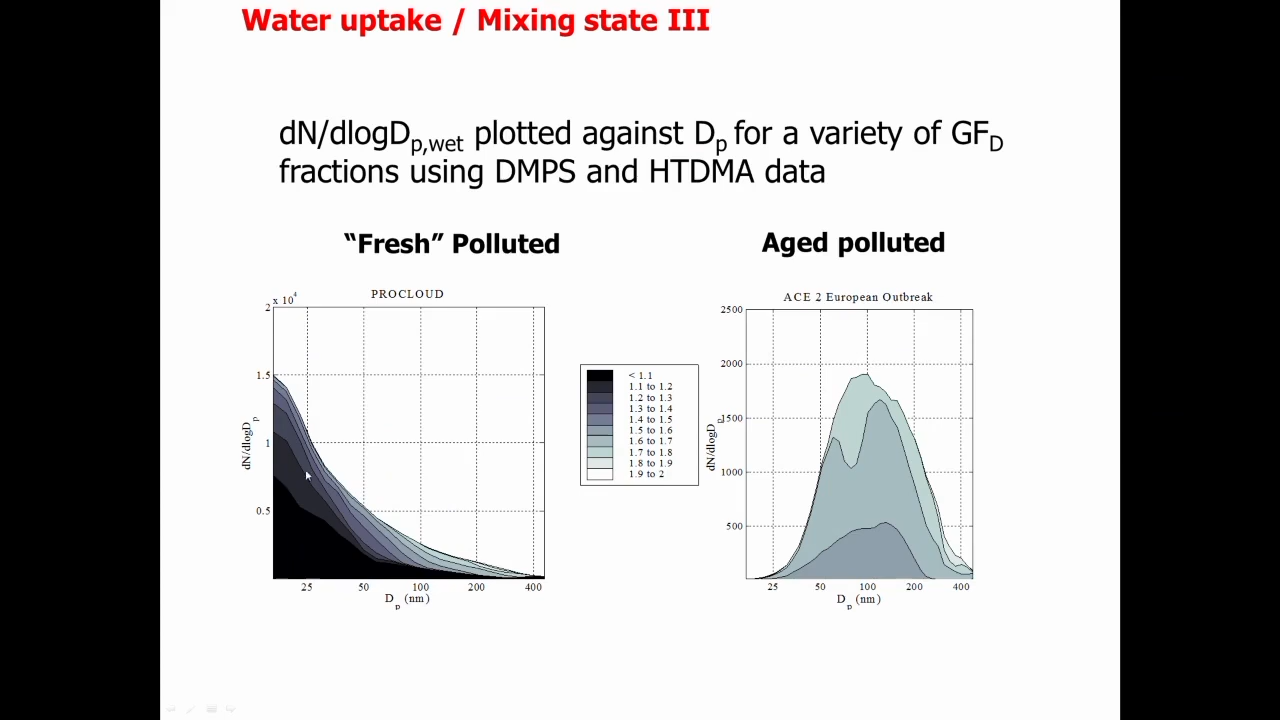 Water uptake / Mixing state III
dN/dlogDp,wet plotted against Dp for a variety of GFD
fractions using DMPS and HTDMA data
“Fresh” Polluted
Aged polluted
PROCLOUD
x 10^4
2
1.5
1
0.5
dN/dlogDp
25 50 100 200 400
Dp (nm)
< 1.1
1.1 to 1.2
1.2 to 1.3
1.3 to 1.4
1.4 to 1.5
1.5 to 1.6
1.6 to 1.7
1.7 to 1.8
1.8 to 1.9
1.9 to 2
ACE 2 European Outbreak
2500
2000
1500
1000
500
dN/dlogDp
25 50 100 200 400
Dp (nm)